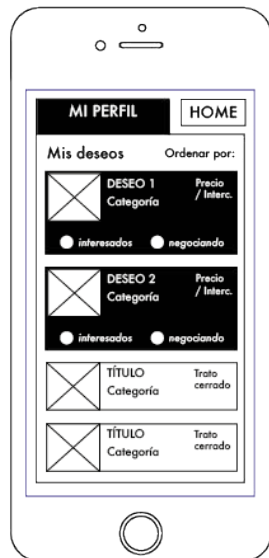 MI PERFIL
HOME
Mis deseos
Ordenar por:
DESEO 1
Precio
/ Interc.
Categoría
interesados
negociando
DESEO 2
Precio
/ Interc.
Categoría
interesados
negociando
TÍTULO
Trato
cerrado
Categoría
TÍTULO
Trato
cerrado
Categoría